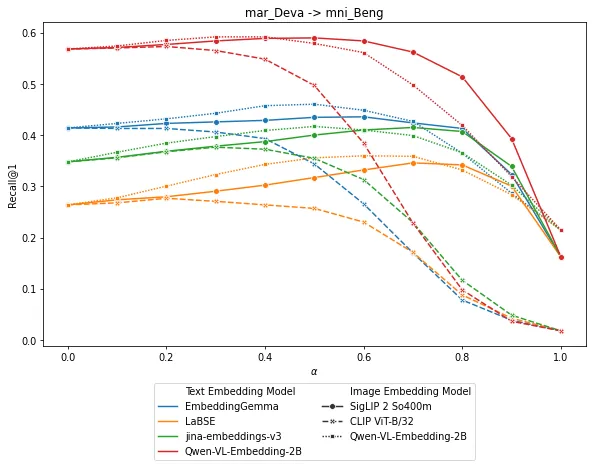 mar_Deva -> mni_Beng
Recall@1
0.6
0.5
0.4
0.3
0.2
0.1
0.0
0.0 0.2 0.4 0.6 0.8 1.0
α
Text Embedding Model
EmbeddingGemma
LaBSE
jina-embeddings-v3
Qwen-VL-Embedding-2B
Image Embedding Model
SigLIP 2 So400m
CLIP ViT-B/32
Qwen-VL-Embedding-2B